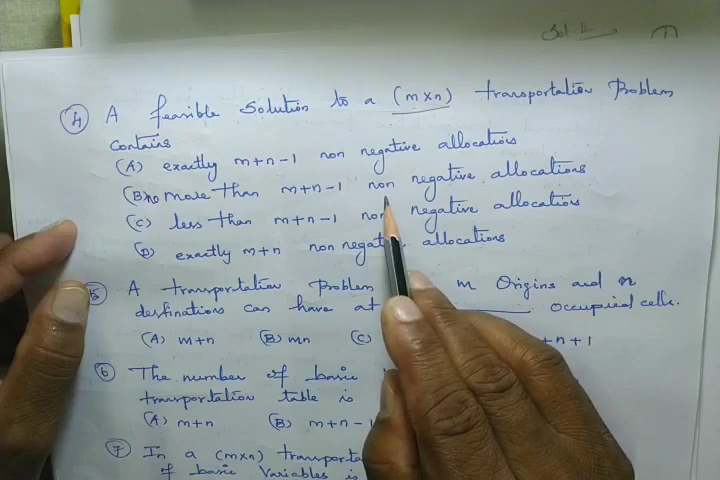 ④ A feasible solution to a (m×n) transportation Problem
contains
(A) exactly m+n-1 non negative allocations
(B) no more than m+n-1 non negative allocations
(C) less than m+n-1 non negative allocations
(D) exactly m+n non negative allocations
⑤ A transportation Problem m Origins and n
destinations can have at ______ occupied cells.
(A) m+n (B) mn (C) +n+1
⑥ The number of basic
transportation table is
(A) m+n (B) m+n-1
⑦ In a (m×n)
of basic Variables is